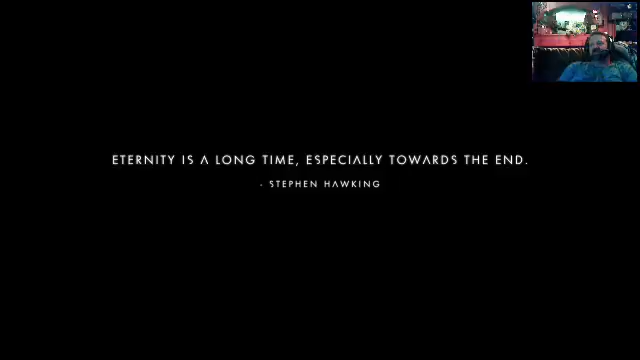 ETERNITY IS A LONG TIME, ESPECIALLY TOWARDS THE END.
- STEPHEN HAWKING